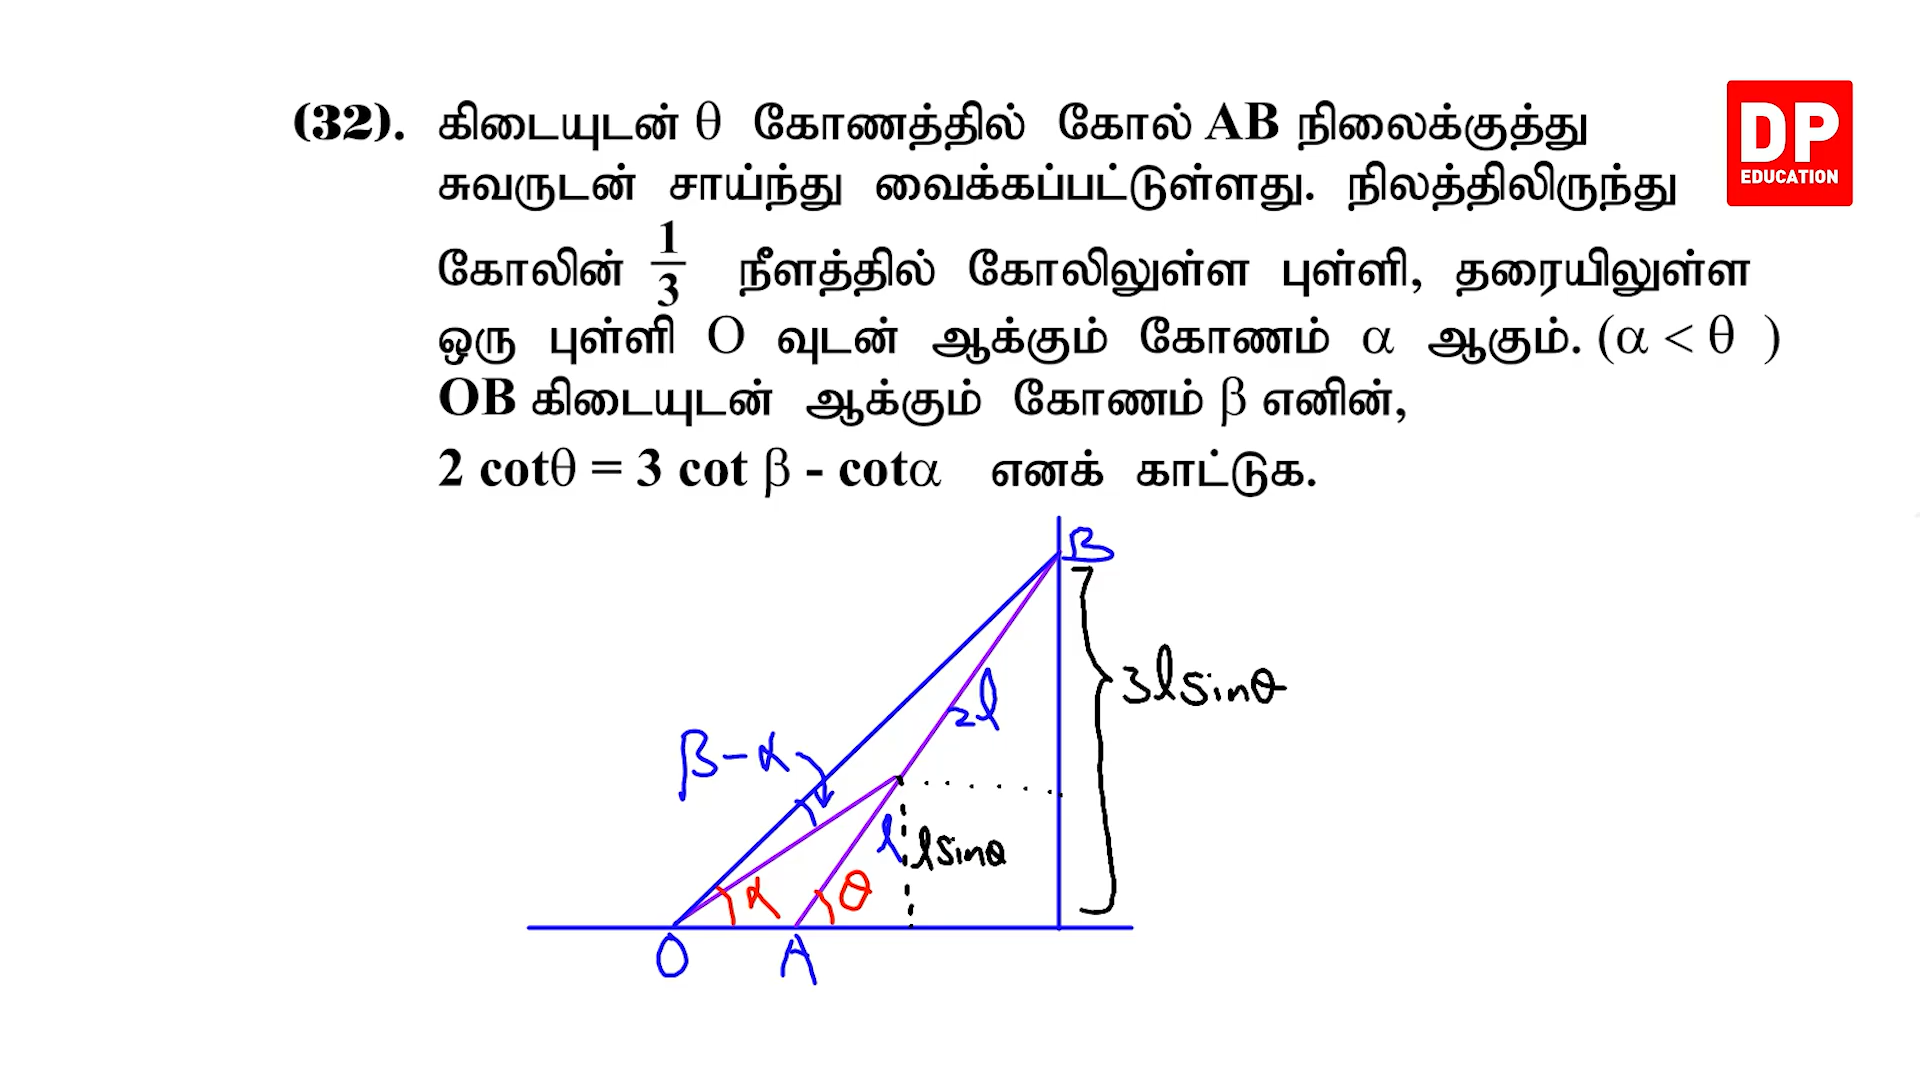 (32). கிடையுடன் θ கோணத்தில் கோல் AB நிலைக்குத்து
DP
EDUCATION
சுவருடன் சாய்ந்து வைக்கப்பட்டுள்ளது. நிலத்திலிருந்து
கோலின் 1/3 நீளத்தில் கோலிலுள்ள புள்ளி, தரையிலுள்ள
ஒரு புள்ளி O வுடன் ஆக்கும் கோணம் α ஆகும். (α < θ )
OB கிடையுடன் ஆக்கும் கோணம் β எனின்,
2 cotθ = 3 cot β - cotα எனக் காட்டுக.
B
3l sinθ
2l
β-α
l
l sinθ
α
θ
O
A